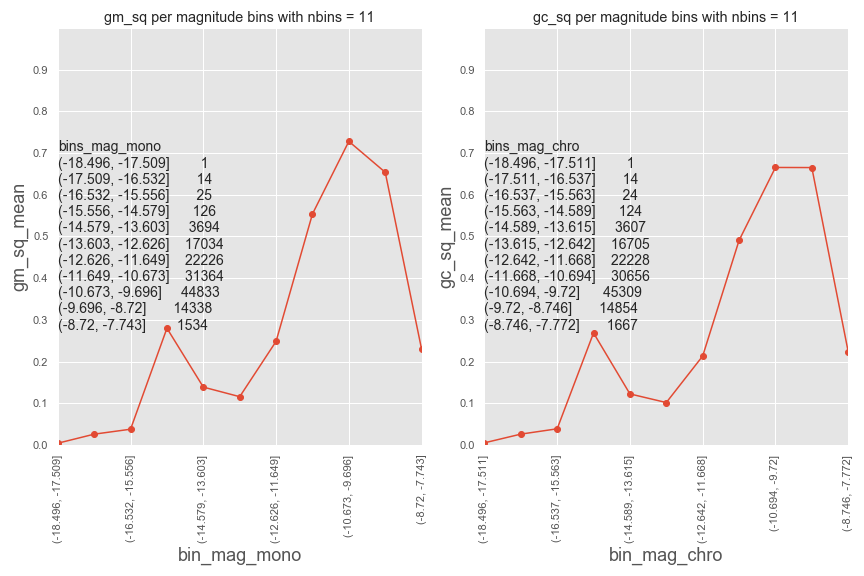 gm_sq per magnitude bins with nbins = 11
gm_sq_mean
0.9
0.8
0.7
0.6
0.5
0.4
0.3
0.2
0.1
0.0
bins_mag_mono
(-18.496, -17.509] 1
(-17.509, -16.532] 14
(-16.532, -15.556] 25
(-15.556, -14.579] 126
(-14.579, -13.603] 3694
(-13.603, -12.626] 17034
(-12.626, -11.649] 22226
(-11.649, -10.673] 31364
(-10.673, -9.696] 44833
(-9.696, -8.72] 14338
(-8.72, -7.743] 1534
(-18.496, -17.509]
(-16.532, -15.556]
(-14.579, -13.603]
(-12.626, -11.649]
(-10.673, -9.696]
(-8.72, -7.743]
bin_mag_mono
gc_sq per magnitude bins with nbins = 11
gc_sq_mean
0.9
0.8
0.7
0.6
0.5
0.4
0.3
0.2
0.1
0.0
bins_mag_chro
(-18.496, -17.511] 1
(-17.511, -16.537] 14
(-16.537, -15.563] 24
(-15.563, -14.589] 124
(-14.589, -13.615] 3607
(-13.615, -12.642] 16705
(-12.642, -11.668] 22228
(-11.668, -10.694] 30656
(-10.694, -9.72] 45309
(-9.72, -8.746] 14854
(-8.746, -7.772] 1667
(-18.496, -17.511]
(-16.537, -15.563]
(-14.589, -13.615]
(-12.642, -11.668]
(-10.694, -9.72]
(-8.746, -7.772]
bin_mag_chro